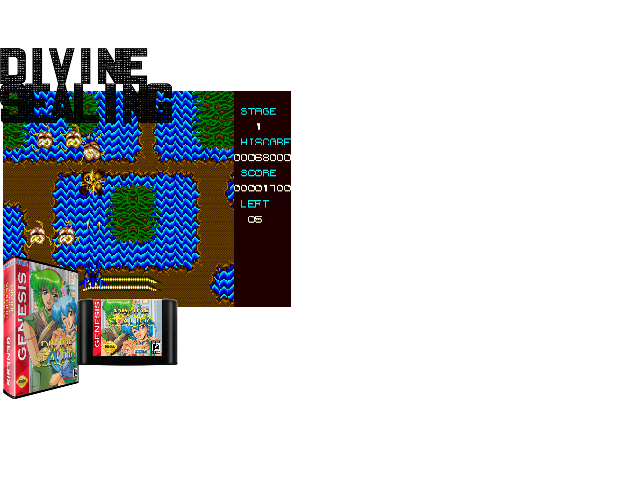 DIVINE
SEALING
STAGE
1
HISCORE
00068000
SCORE
00001700
LEFT
05
GENESIS
GENESIS